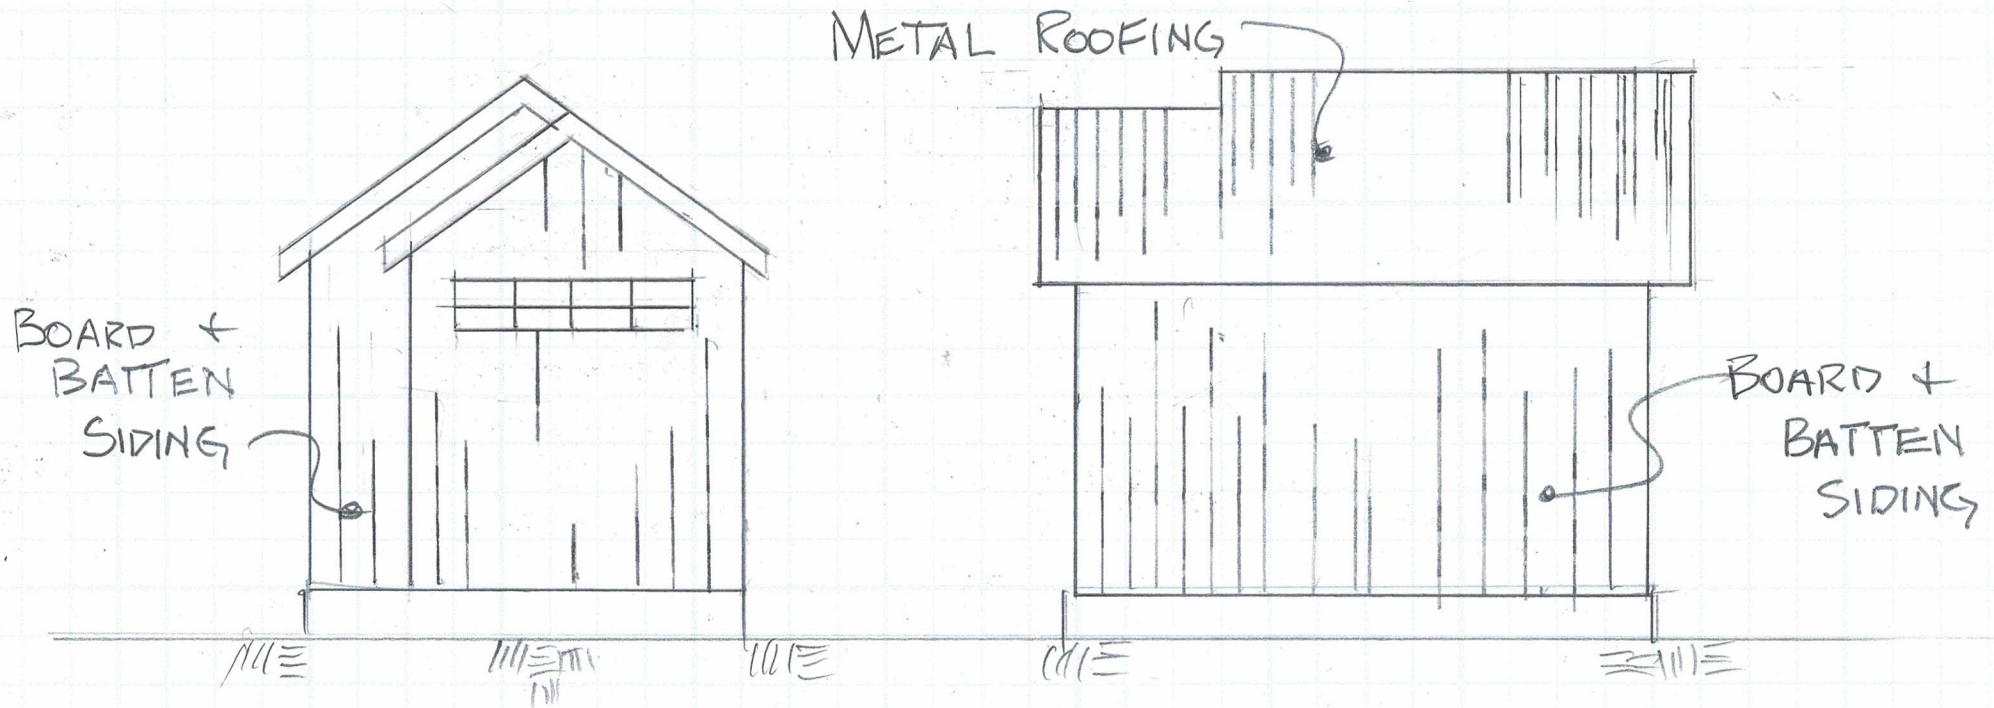 METAL ROOFING
BOARD +
BATTEN
SIDING
BOARD +
BATTEN
SIDING